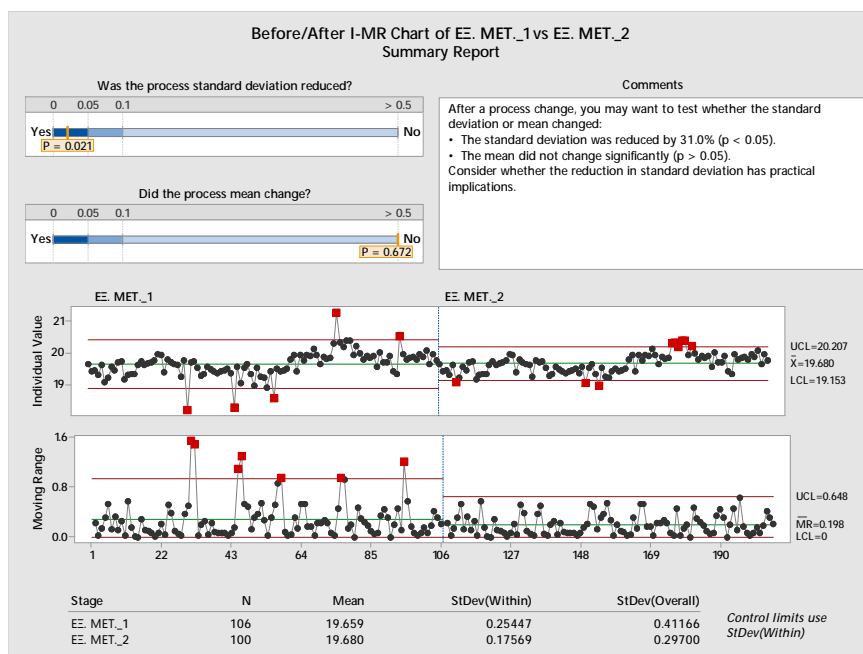 Before/After I-MR Chart of ΕΞ. ΜΕΤ._1 vs ΕΞ. ΜΕΤ._2
Summary Report
Was the process standard deviation reduced?
0 0.05 0.1 > 0.5
Yes No
P = 0.021
Did the process mean change?
0 0.05 0.1 > 0.5
Yes No
P = 0.672
Comments
After a process change, you may want to test whether the standard
deviation or mean changed:
• The standard deviation was reduced by 31.0% (p < 0.05).
• The mean did not change significantly (p > 0.05).
Consider whether the reduction in standard deviation has practical
implications.
ΕΞ. ΜΕΤ._1 ΕΞ. ΜΕΤ._2
Individual Value
21
20
19
UCL=20.207
X̄=19.680
LCL=19.153
Moving Range
1.6
0.8
0.0
UCL=0.648
M̅R̅=0.198
LCL=0
1 22 43 64 85 106 127 148 169 190
Stage N Mean StDev(Within) StDev(Overall)
ΕΞ. ΜΕΤ._1 106 19.659 0.25447 0.41166
ΕΞ. ΜΕΤ._2 100 19.680 0.17569 0.29700
Control limits use
StDev(Within)